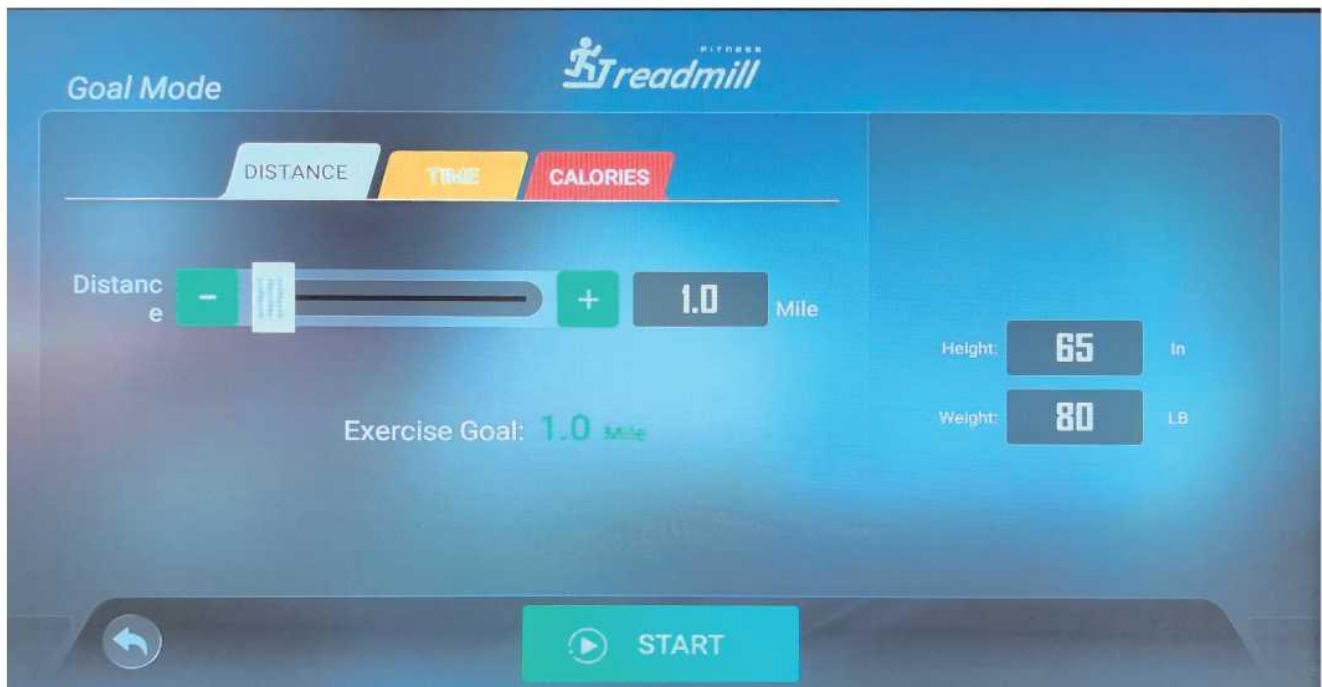 FITNESS
Treadmill
Goal Mode
DISTANCE TIME CALORIES
Distanc
e - + 1.0 Mile
Height: 65 In
Exercise Goal: 1.0 Mile
Weight: 80 LB
START